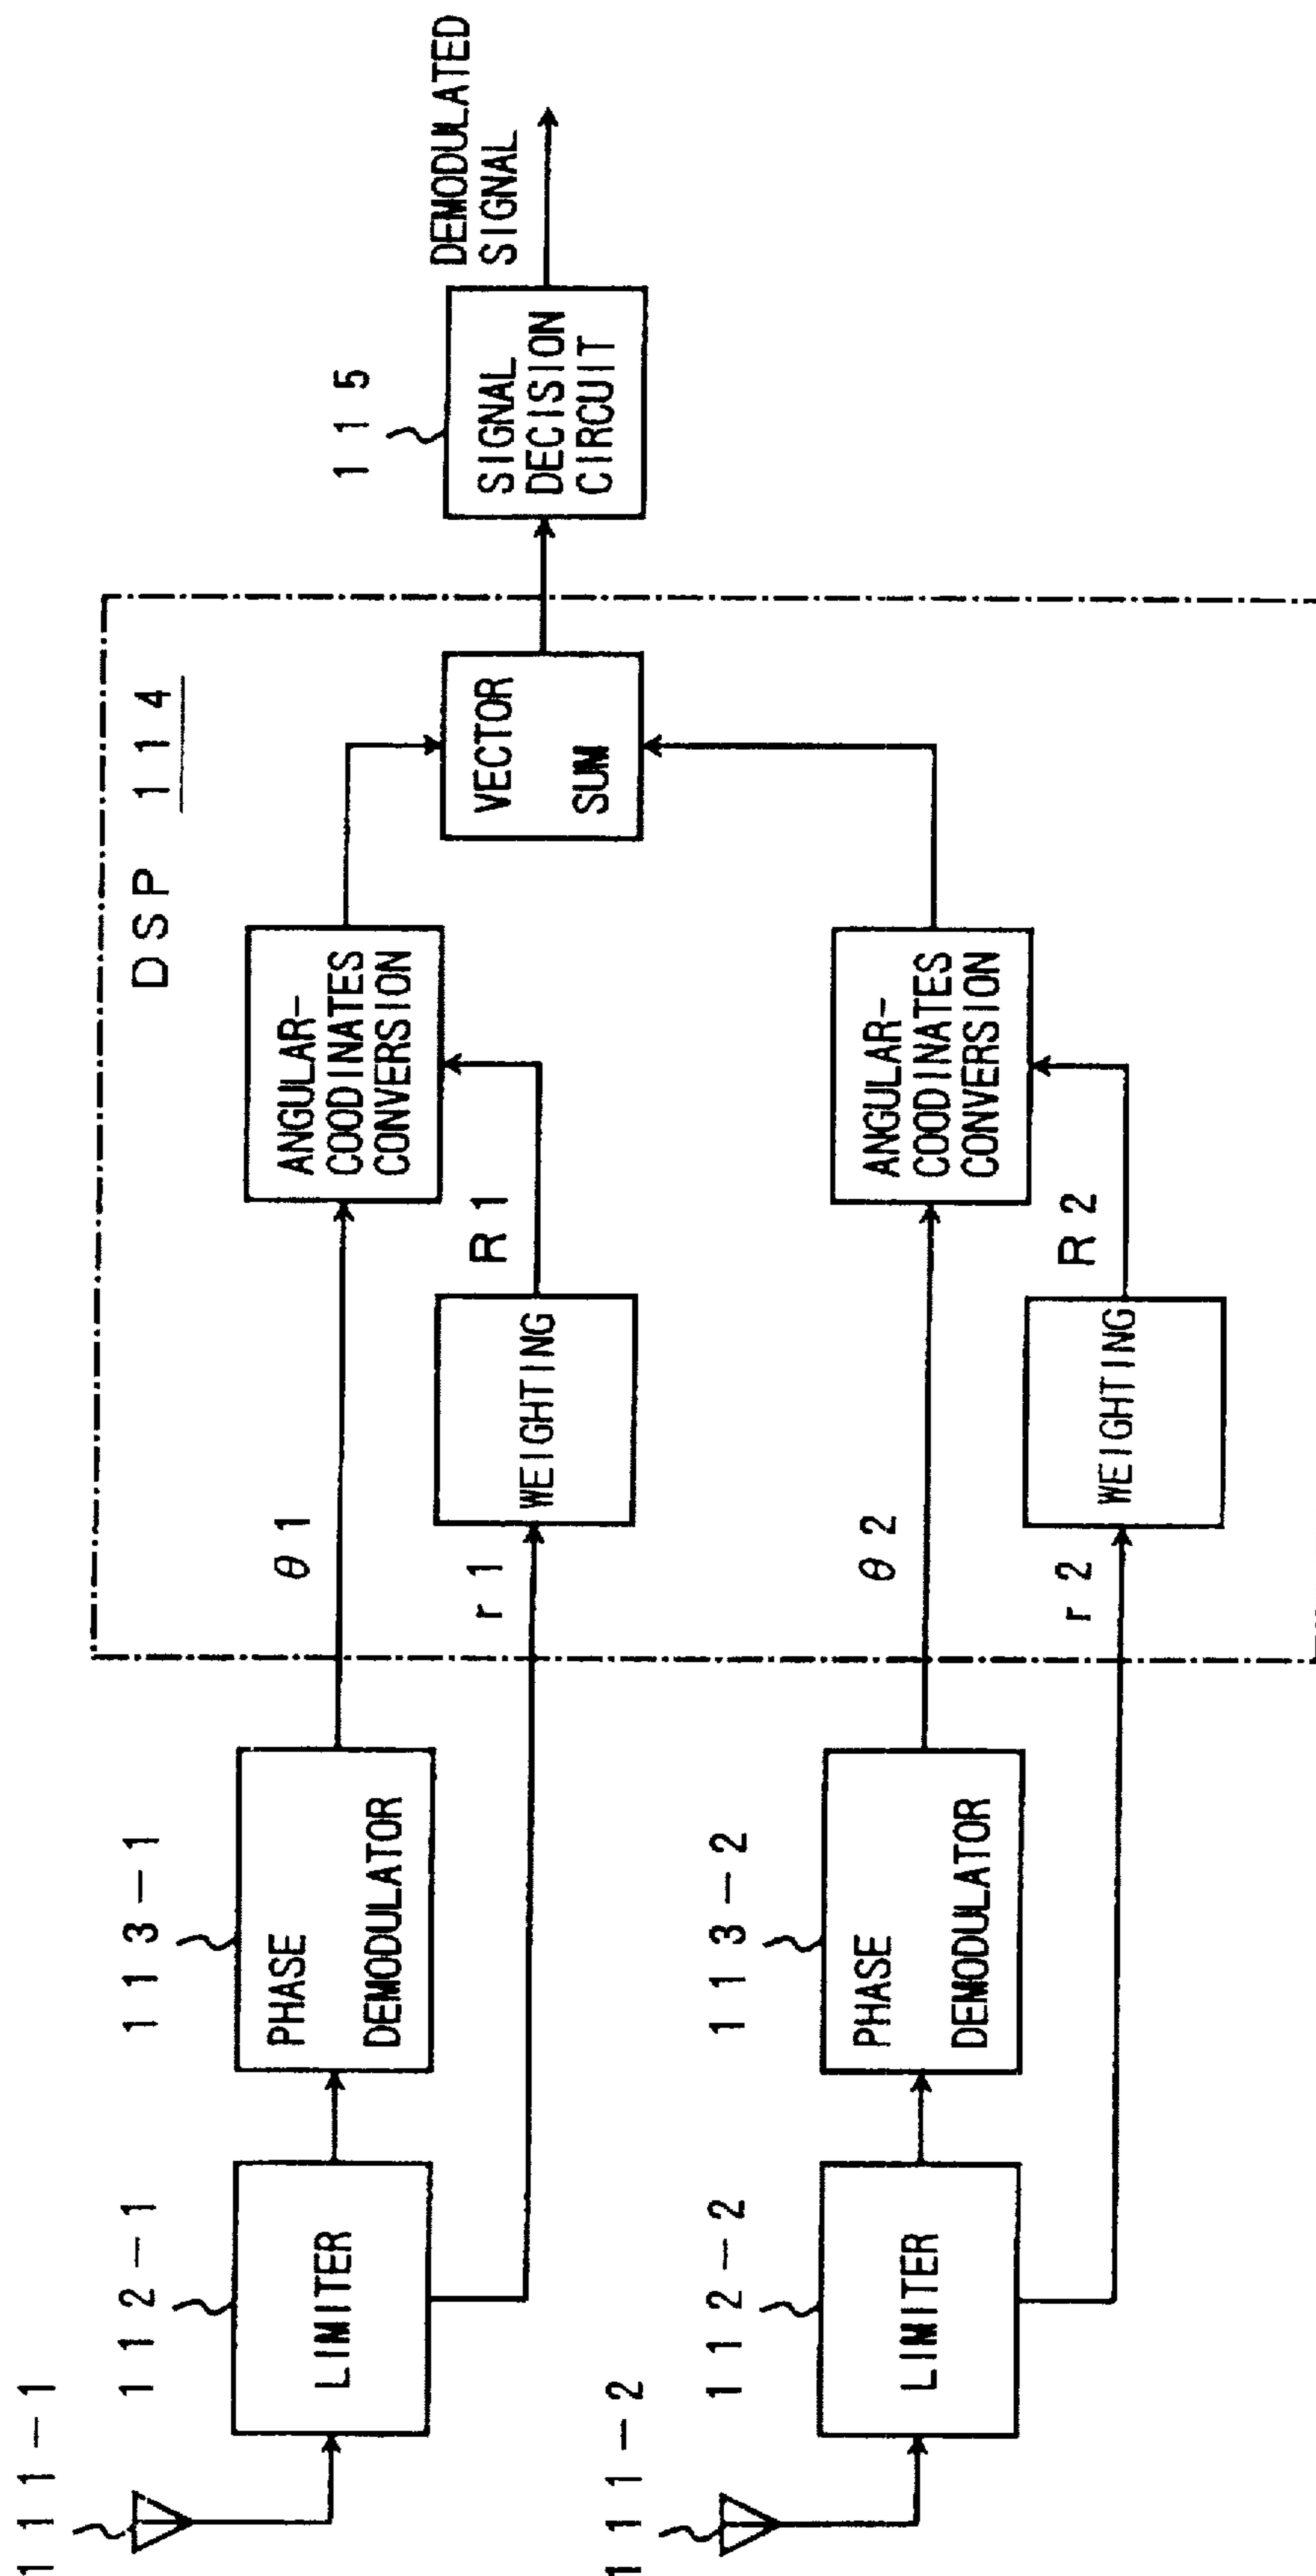 111-1
112-1
LIMITER
113-1
PHASE
DEMODULATOR
θ1
r1
WEIGHTING
R1
ANGULAR-
COODINATES
CONVERSION
DSP 114
VECTOR
SUM
115
SIGNAL
DECISION
CIRCUIT
DEMODULATED
SIGNAL
111-2
112-2
LIMITER
113-2
PHASE
DEMODULATOR
θ2
r2
WEIGHTING
R2
ANGULAR-
COODINATES
CONVERSION